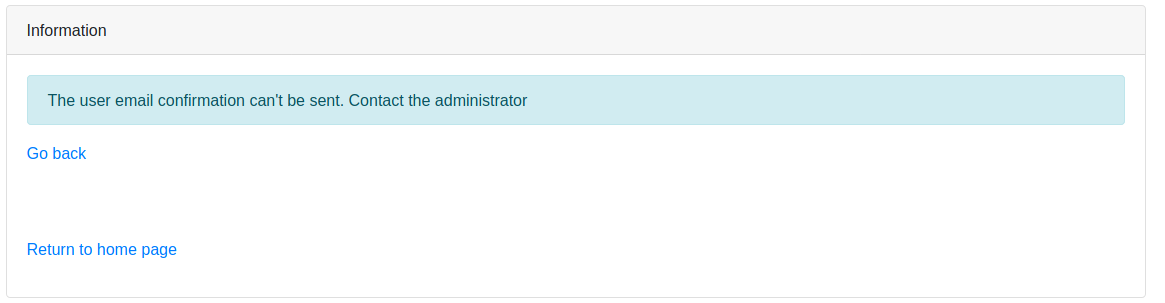 Information
The user email confirmation can't be sent. Contact the administrator
Go back
Return to home page